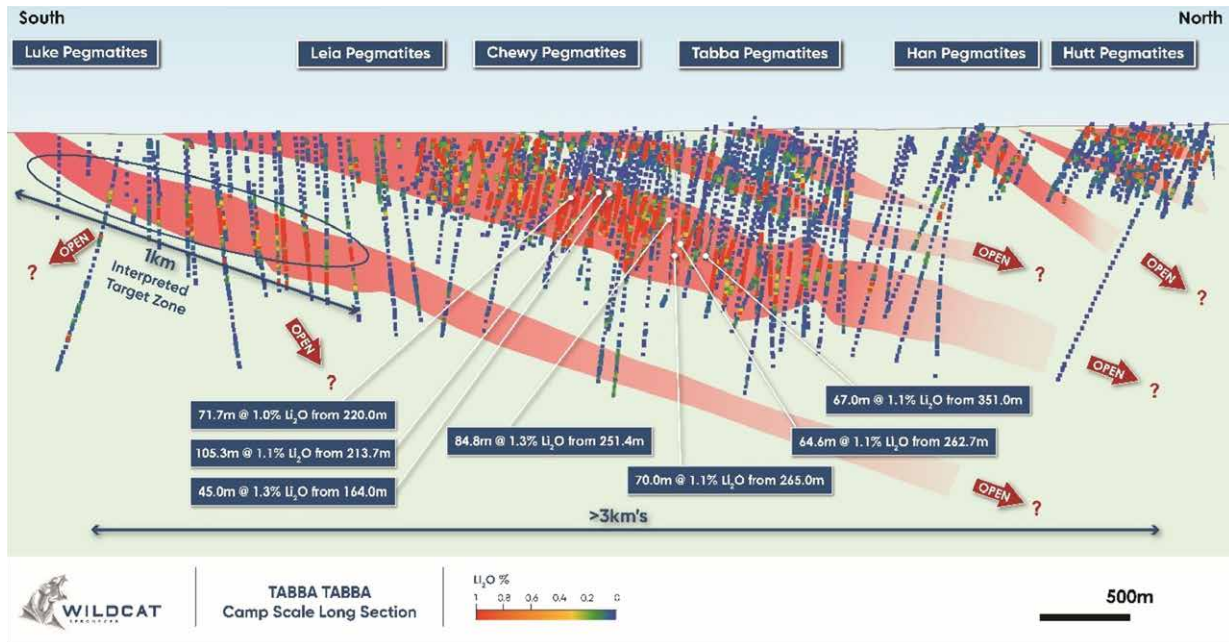 South
North
Luke Pegmatites
Leia Pegmatites
Chewy Pegmatites
Tabba Pegmatites
Han Pegmatites
Hutt Pegmatites
OPEN
?
1km
Interpreted
Target Zone
OPEN
?
OPEN
?
OPEN
?
OPEN
?
OPEN
?
71.7m @ 1.0% Li₂O from 220.0m
105.3m @ 1.1% Li₂O from 213.7m
45.0m @ 1.3% Li₂O from 164.0m
84.8m @ 1.3% Li₂O from 251.4m
70.0m @ 1.1% Li₂O from 265.0m
67.0m @ 1.1% Li₂O from 351.0m
64.6m @ 1.1% Li₂O from 262.7m
>3km's
WILDCAT
RESOURCES
TABBA TABBA
Camp Scale Long Section
Li₂O %
1 0.8 0.6 0.4 0.2 0
500m